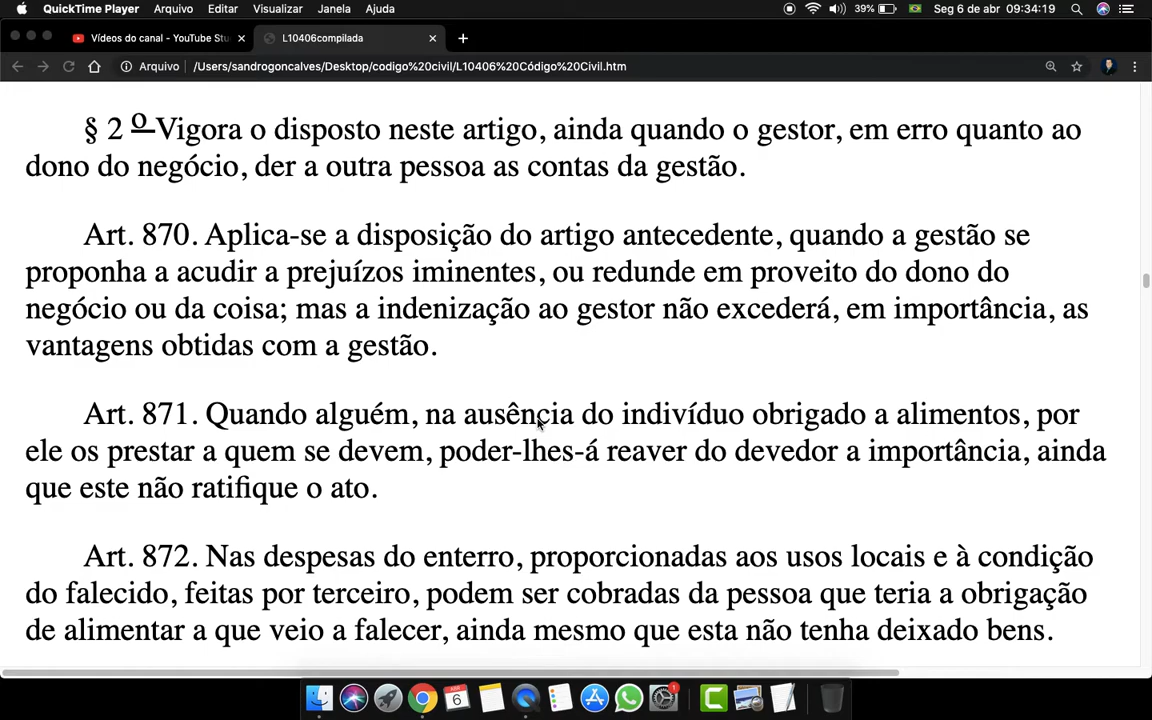 QuickTime Player Arquivo Editar Visualizar Janela Ajuda 39% Seg 6 de abr 09:34:19
Vídeos do canal - YouTube Stu × L10406compilada × +
Arquivo /Users/sandrogoncalves/Desktop/codigo%20civil/L10406%20Código%20Civil.htm
§ 2 o Vigora o disposto neste artigo, ainda quando o gestor, em erro quanto ao
dono do negócio, der a outra pessoa as contas da gestão.
Art. 870. Aplica-se a disposição do artigo antecedente, quando a gestão se
proponha a acudir a prejuízos iminentes, ou redunde em proveito do dono do
negócio ou da coisa; mas a indenização ao gestor não excederá, em importância, as
vantagens obtidas com a gestão.
Art. 871. Quando alguém, na ausência do indivíduo obrigado a alimentos, por
ele os prestar a quem se devem, poder-lhes-á reaver do devedor a importância, ainda
que este não ratifique o ato.
Art. 872. Nas despesas do enterro, proporcionadas aos usos locais e à condição
do falecido, feitas por terceiro, podem ser cobradas da pessoa que teria a obrigação
de alimentar a que veio a falecer, ainda mesmo que esta não tenha deixado bens.
6
1